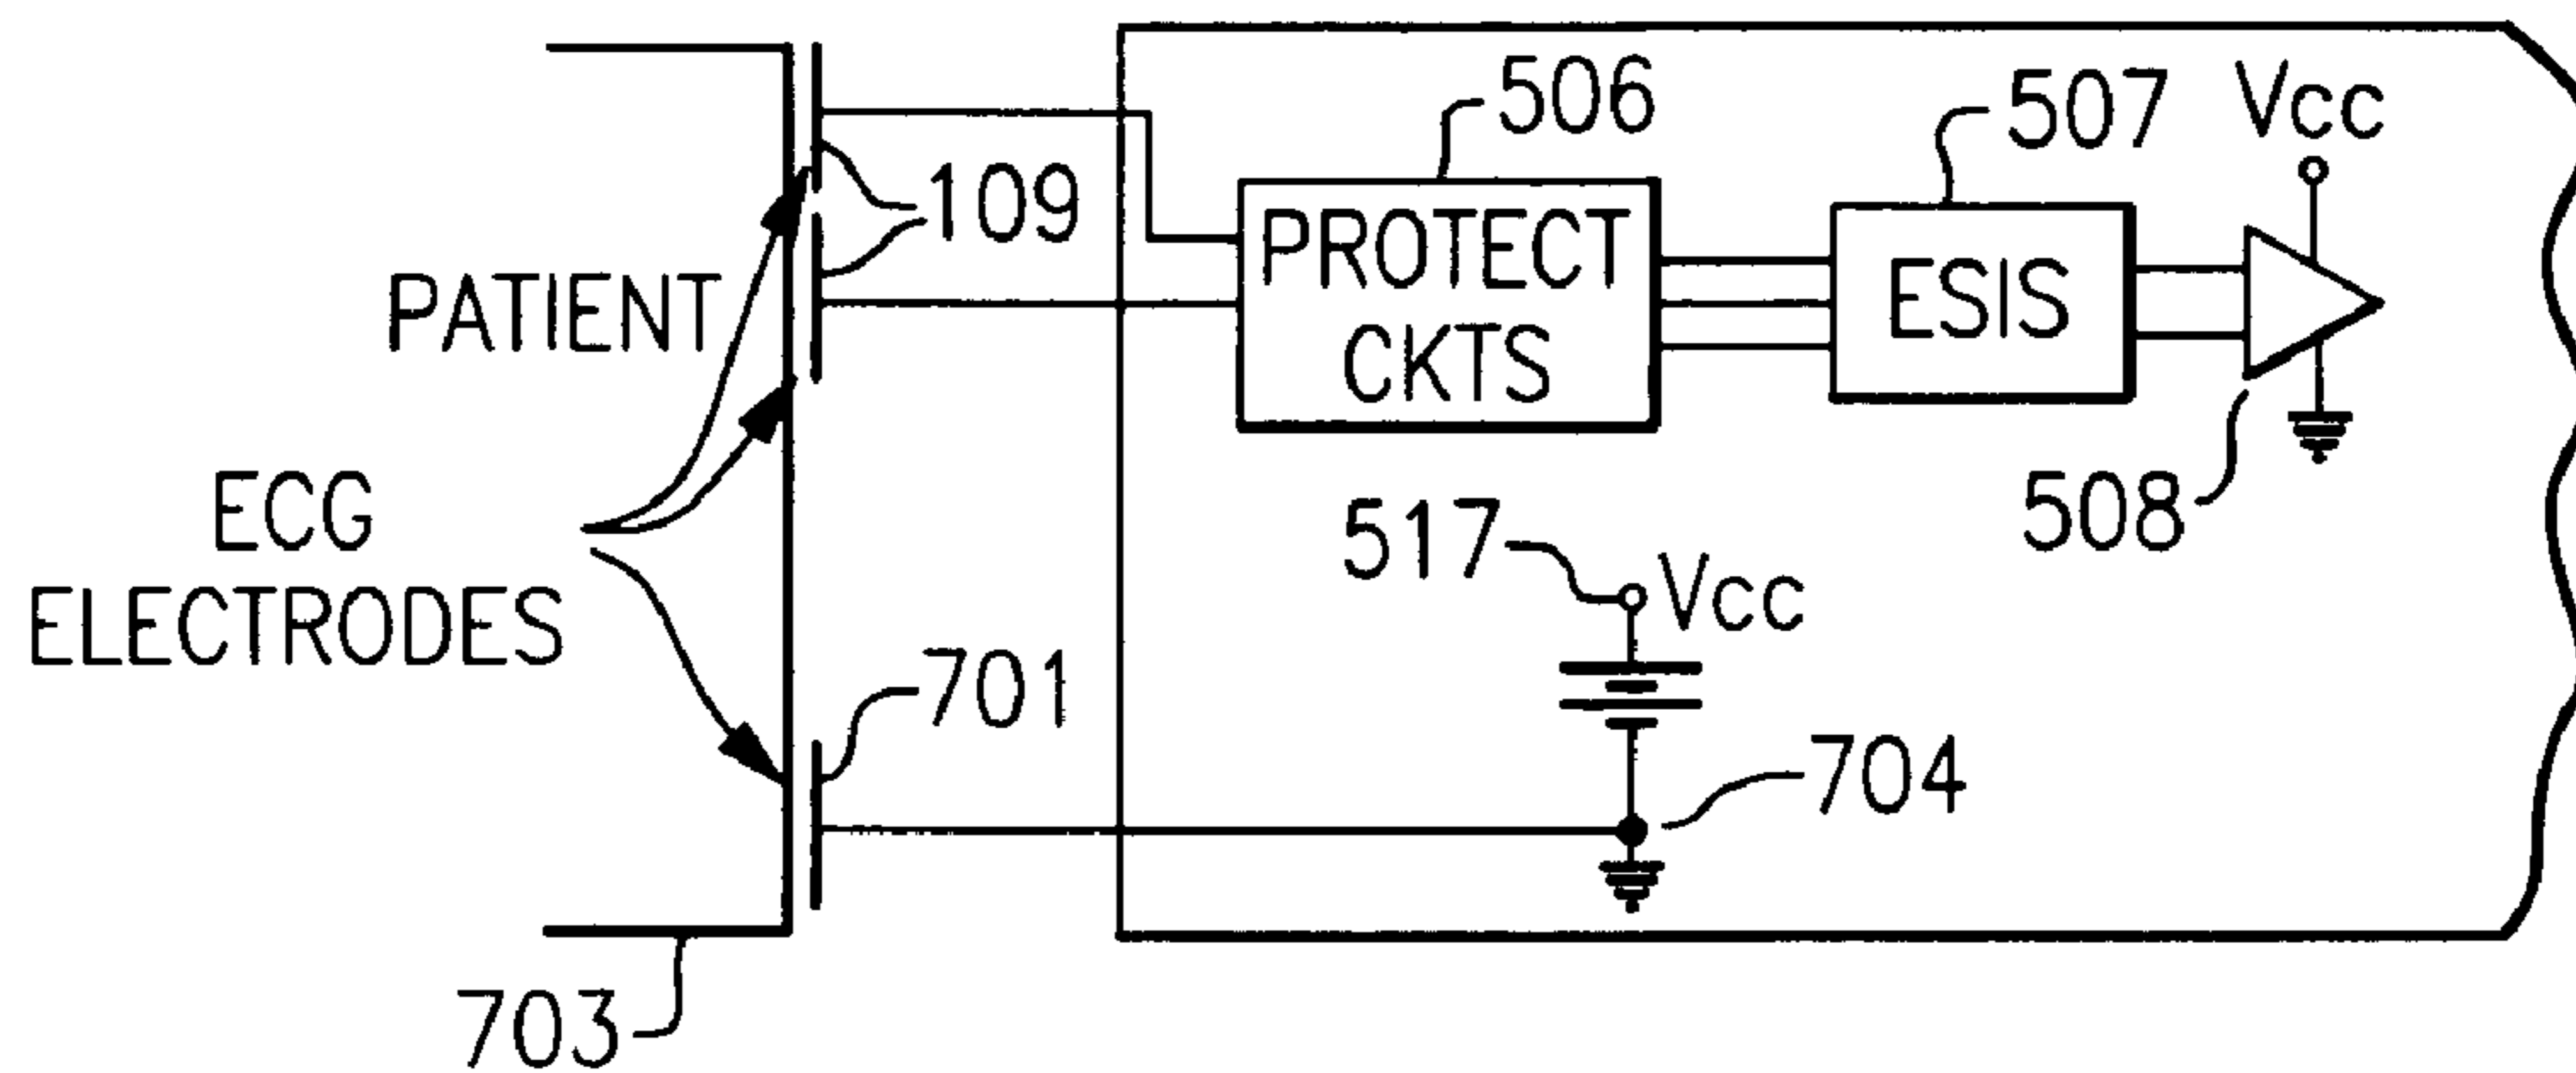 506
507
Vcc
109
PROTECT
CKTS
ESIS
PATIENT
508
ECG
ELECTRODES
517
Vcc
701
704
703